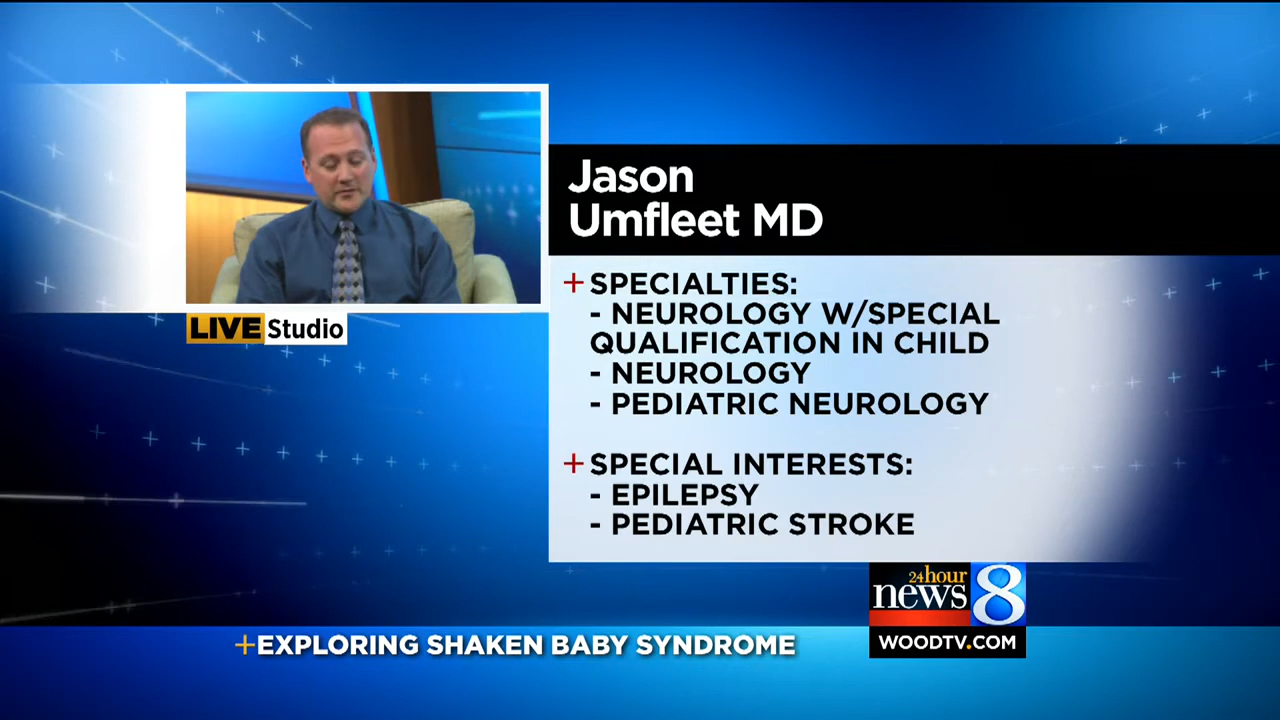 Jason
Umfleet MD
+SPECIALTIES:
- NEUROLOGY W/SPECIAL
QUALIFICATION IN CHILD
- NEUROLOGY
- PEDIATRIC NEUROLOGY
+SPECIAL INTERESTS:
- EPILEPSY
- PEDIATRIC STROKE
LIVE Studio
24hour
news 8
WOODTV.COM
+EXPLORING SHAKEN BABY SYNDROME